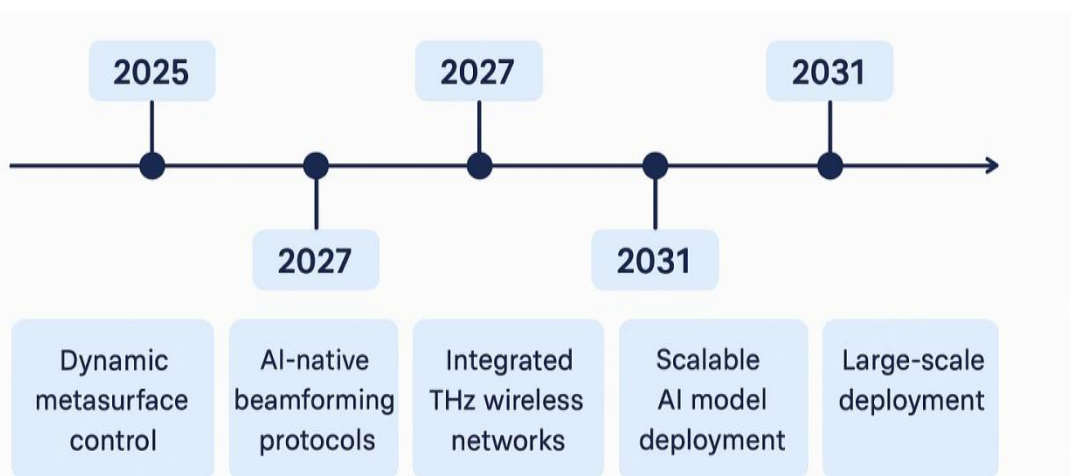 2025
2027
2031
2027
2031
Dynamic
metasurface
control
AI-native
beamforming
protocols
Integrated
THz wireless
networks
Scalable
AI model
deployment
Large-scale
deployment